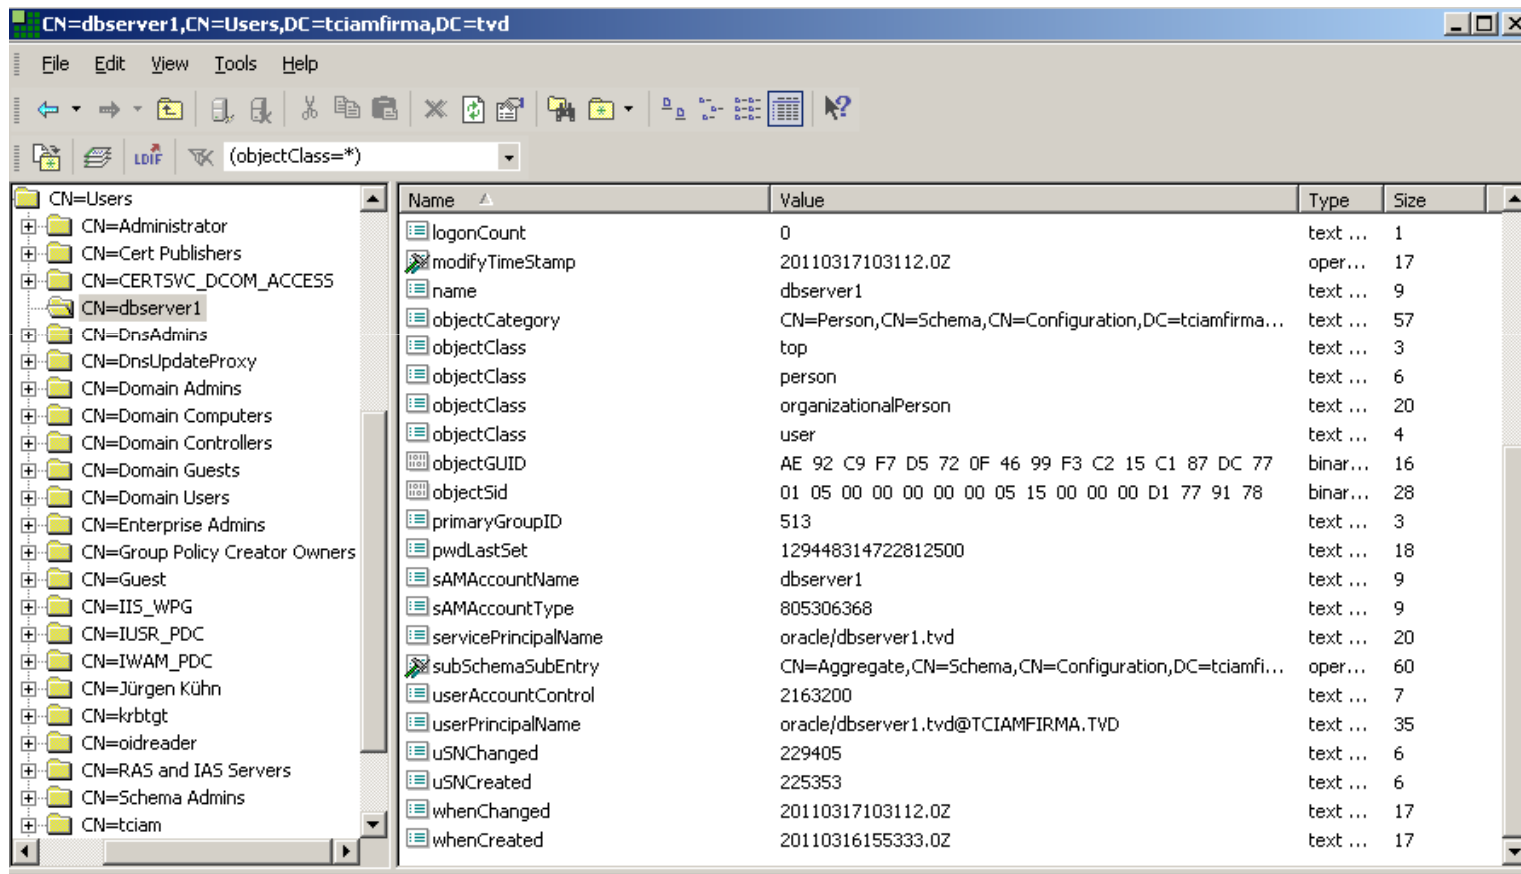 CN=dbserver1,CN=Users,DC=tciamfirma,DC=tvd
File Edit View Tools Help
LDIF (objectClass=*)
CN=Users
CN=Administrator
CN=Cert Publishers
CN=CERTSVC_DCOM_ACCESS
CN=dbserver1
CN=DnsAdmins
CN=DnsUpdateProxy
CN=Domain Admins
CN=Domain Computers
CN=Domain Controllers
CN=Domain Guests
CN=Domain Users
CN=Enterprise Admins
CN=Group Policy Creator Owners
CN=Guest
CN=IIS_WPG
CN=IUSR_PDC
CN=IWAM_PDC
CN=Jürgen Kühn
CN=krbtgt
CN=oidreader
CN=RAS and IAS Servers
CN=Schema Admins
CN=tciam
Name Value Type Size
logonCount 0 text ... 1
modifyTimeStamp 20110317103112.0Z oper... 17
name dbserver1 text ... 9
objectCategory CN=Person,CN=Schema,CN=Configuration,DC=tciamfirma... text ... 57
objectClass top text ... 3
objectClass person text ... 6
objectClass organizationalPerson text ... 20
objectClass user text ... 4
objectGUID AE 92 C9 F7 D5 72 0F 46 99 F3 C2 15 C1 87 DC 77 binar... 16
objectSid 01 05 00 00 00 00 00 05 15 00 00 00 D1 77 91 78 binar... 28
primaryGroupID 513 text ... 3
pwdLastSet 129448314722812500 text ... 18
sAMAccountName dbserver1 text ... 9
sAMAccountType 805306368 text ... 9
servicePrincipalName oracle/dbserver1.tvd text ... 20
subSchemaSubEntry CN=Aggregate,CN=Schema,CN=Configuration,DC=tciamfi... oper... 60
userAccountControl 2163200 text ... 7
userPrincipalName oracle/dbserver1.tvd@TCIAMFIRMA.TVD text ... 35
uSNChanged 229405 text ... 6
uSNCreated 225353 text ... 6
whenChanged 20110317103112.0Z text ... 17
whenCreated 20110316155333.0Z text ... 17